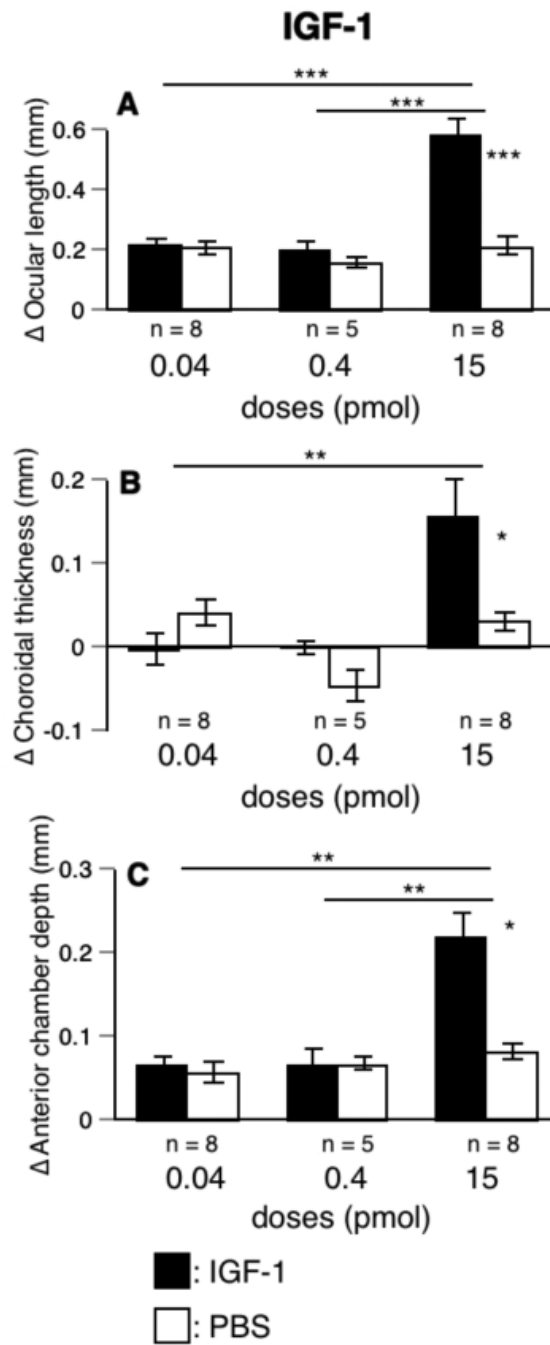 IGF-1
***
A
***
***
Δ Ocular length (mm)
0.6
0.4
0.2
0
n = 8 n = 5 n = 8
0.04 0.4 15
doses (pmol)
**
B
*
Δ Choroidal thickness (mm)
0.2
0.1
0
-0.1
n = 8 n = 5 n = 8
0.04 0.4 15
doses (pmol)
**
C
**
*
Δ Anterior chamber depth (mm)
0.3
0.2
0.1
0
n = 8 n = 5 n = 8
0.04 0.4 15
doses (pmol)
: IGF-1
: PBS